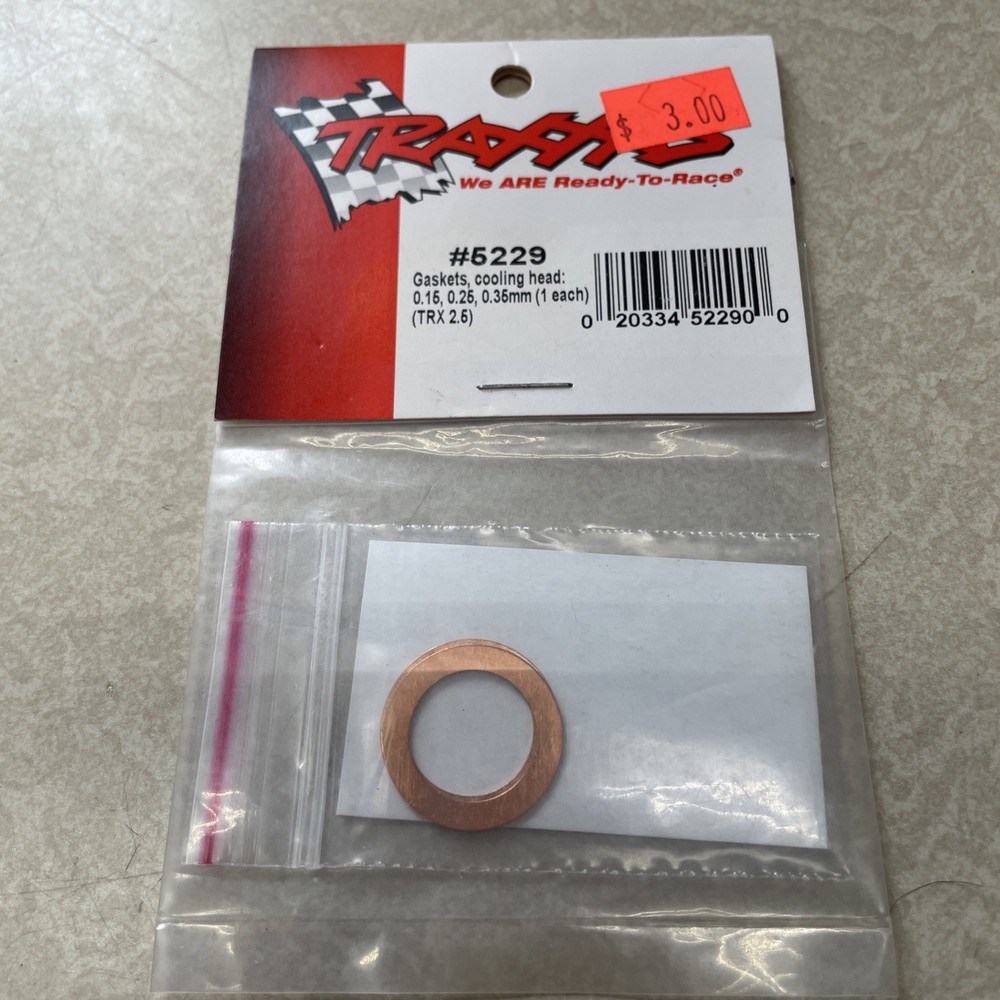 TRAXXAS
$ 3.00
We ARE Ready-To-Race®
#5229
Gaskets, cooling head:
0.15, 0.25, 0.35mm (1 each)
(TRX 2.5)
0 20334 52290 0